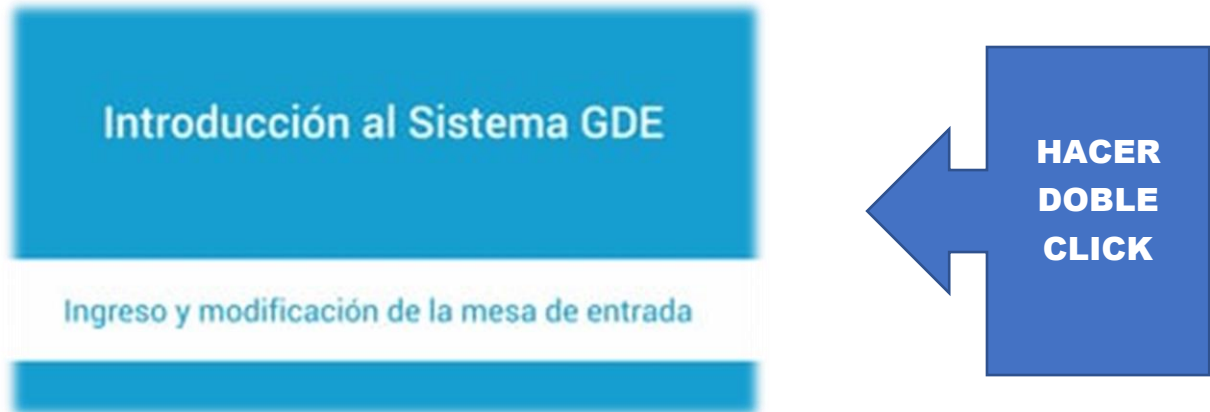 Introducción al Sistema GDE
Ingreso y modificación de la mesa de entrada
HACER
DOBLE
CLICK